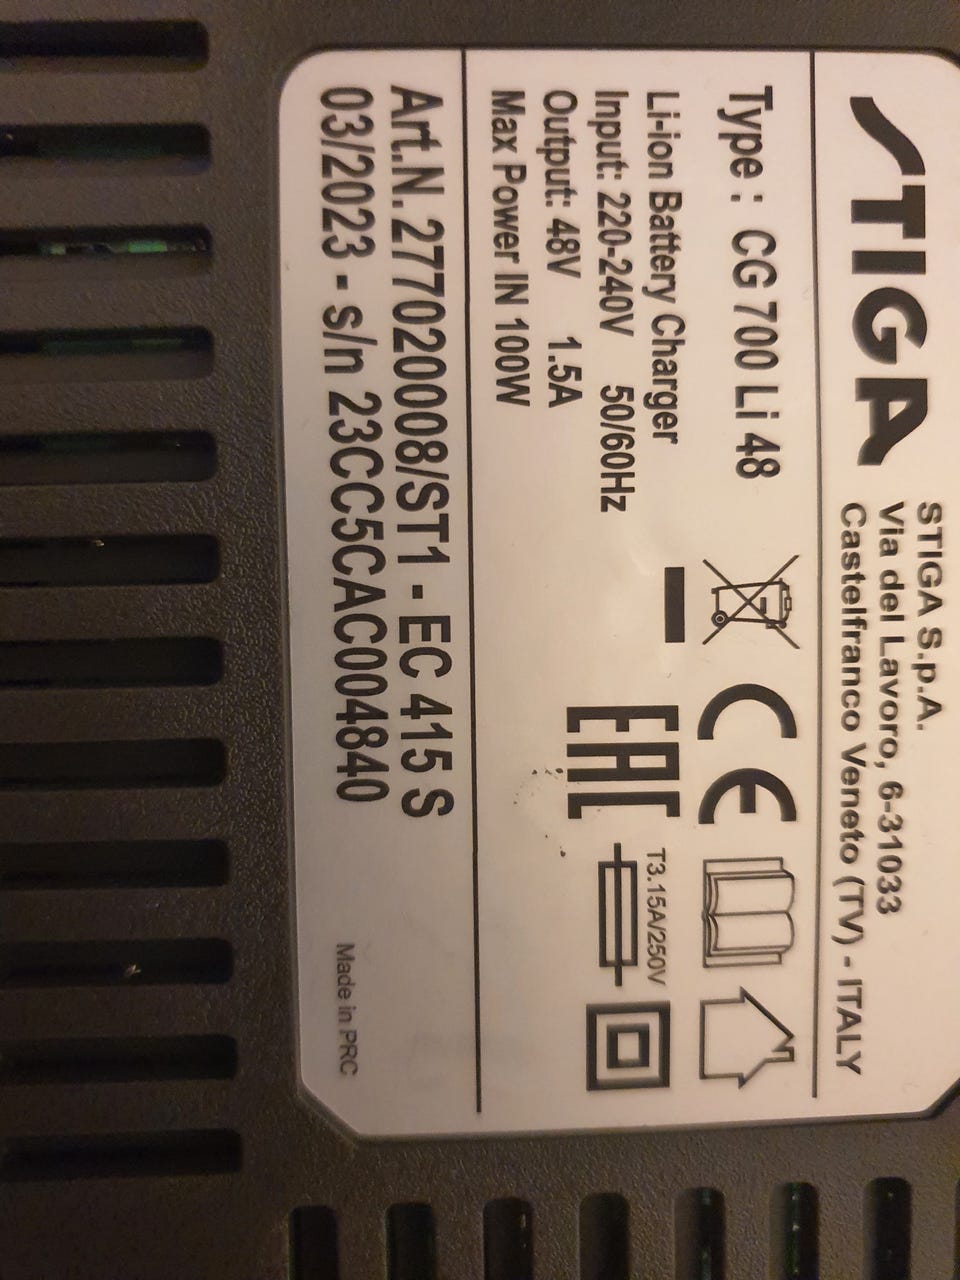 STIGA
STIGA S.p.A.
Via del Lavoro, 6-31033
Castelfranco Veneto (TV) - ITALY
Type : CG 700 Li 48
Li-ion Battery Charger
Input: 220-240V 50/60Hz
Output: 48V 1.5A
Max Power IN 100W
CE
EAC
T3.15A/250V
Art.N. 277020008/ST1 - EC 415 S
03/2023 - s/n 23CC5CAC004840
Made in PRC